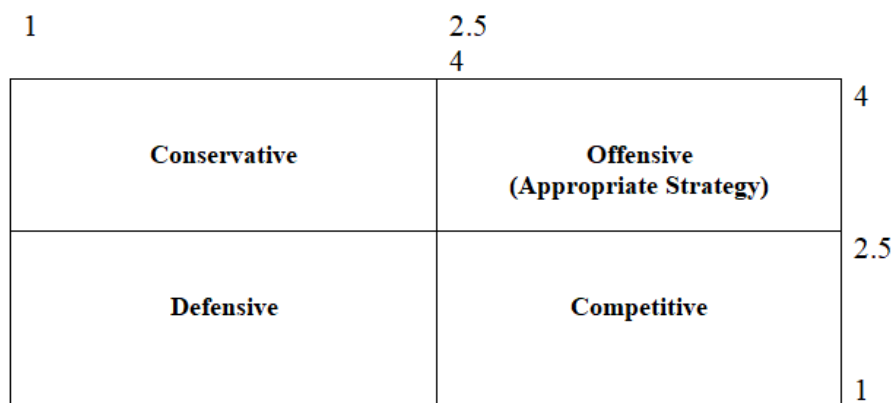 1 2.5
4
4
Conservative Offensive
(Appropriate Strategy)
2.5
Defensive Competitive
1